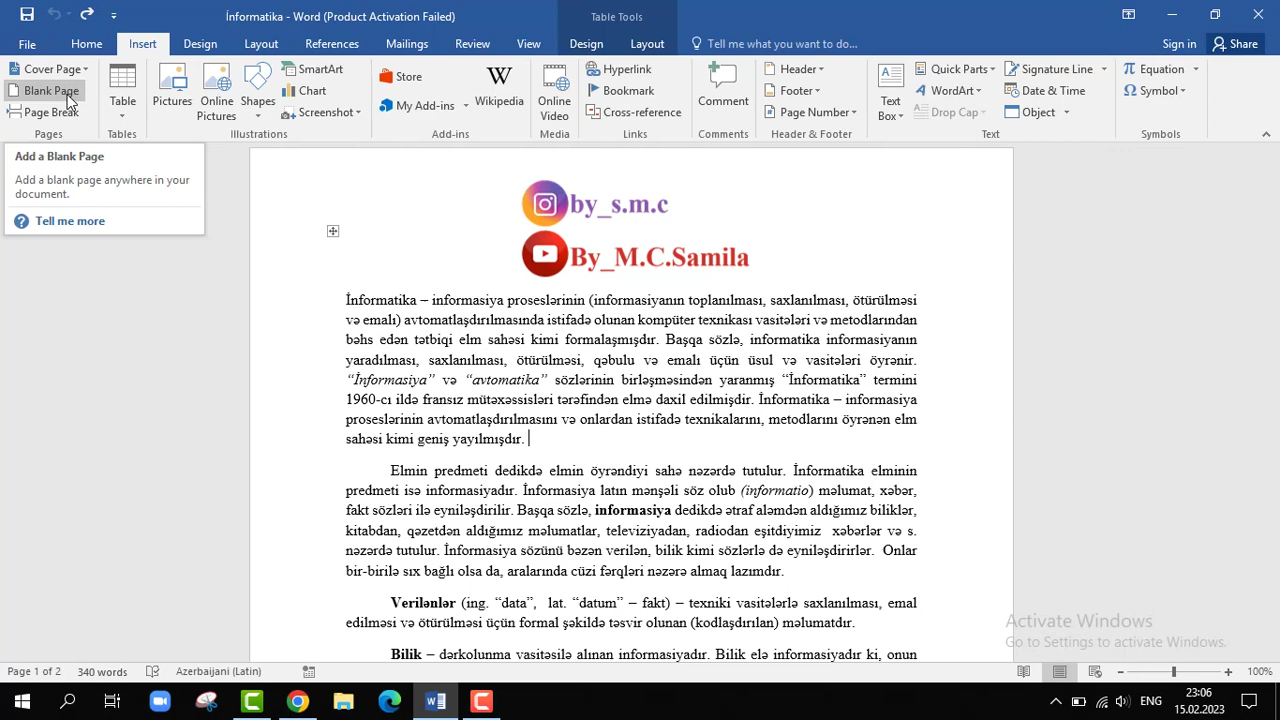 İnformatika - Word (Product Activation Failed)
Table Tools
File
Home
Insert
Design
Layout
References
Mailings
Review
View
Design
Layout
Tell me what you want to do...
Sign in
Share
Cover Page
Blank Page
Page Break
Pages
Table
Tables
Pictures
Online Pictures
Shapes
SmartArt
Chart
Screenshot
Illustrations
Store
My Add-ins
Wikipedia
Add-ins
Online Video
Media
Hyperlink
Bookmark
Cross-reference
Links
Comment
Comments
Header
Footer
Page Number
Header & Footer
Text Box
Quick Parts
WordArt
Drop Cap
Signature Line
Date & Time
Object
Text
Equation
Symbol
Symbols
Add a Blank Page
Add a blank page anywhere in your
document.
Tell me more
by_s.m.c
By_M.C.Samila
İnformatika – informasiya proseslərinin (informasiyanın toplanılması, saxlanılması, ötürülməsi
və emalı) avtomatlaşdırılmasında istifadə olunan kompüter texnikası vasitələri və metodlarından
bəhs edən tətbiqi elm sahəsi kimi formalaşmışdır. Başqa sözlə, informatika informasiyanın
yaradılması, saxlanılması, ötürülməsi, qəbulu və emalı üçün üsul və vasitələri öyrənir.
“İnformasiya” və “avtomatika” sözlərinin birləşməsindən yaranmış “İnformatika” termini
1960-cı ildə fransız mütəxəssisləri tərəfindən elmə daxil edilmişdir. İnformatika – informasiya
proseslərinin avtomatlaşdırılmasını və onlardan istifadə texnikalarını, metodlarını öyrənən elm
sahəsi kimi geniş yayılmışdır.
Elmin predmeti dedikdə elmin öyrəndiyi sahə nəzərdə tutulur. İnformatika elminin
predmeti isə informasiyadır. İnformasiya latın mənşəli söz olub (informatio) məlumat, xəbər,
fakt sözləri ilə eyniləşdirilir. Başqa sözlə, informasiya dedikdə ətraf aləmdən aldığımız biliklər,
kitabdan, qəzetdən aldığımız məlumatlar, televiziyadan, radiodan eşitdiyimiz xəbərlər və s.
nəzərdə tutulur. İnformasiya sözünü bəzən verilən, bilik kimi sözlərlə də eyniləşdirirlər. Onlar
bir-birilə sıx bağlı olsa da, aralarında cüzi fərqləri nəzərə almaq lazımdır.
Verilənlər (ing. “data”, lat. “datum” – fakt) – texniki vasitələrlə saxlanılması, emal
edilməsi və ötürülməsi üçün formal şəkildə təsvir olunan (kodlaşdırılan) məlumatdır.
Bilik – dərkolunma vasitəsilə alınan informasiyadır. Bilik elə informasiyadır ki, onun
Activate Windows
Go to Settings to activate Windows.
Page 1 of 2
340 words
Azerbaijani (Latin)
100%
ENG
23:06
15.02.2023